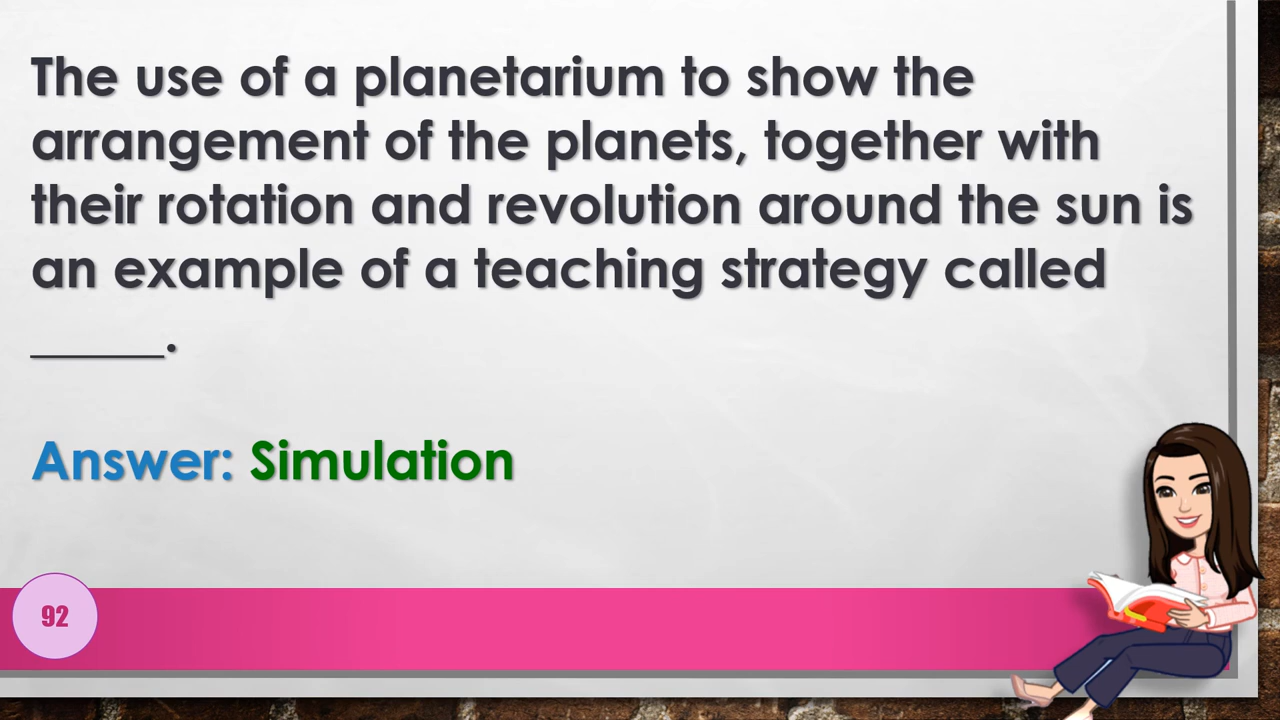 The use of a planetarium to show the
arrangement of the planets, together with
their rotation and revolution around the sun is
an example of a teaching strategy called
_____.
Answer: Simulation
92